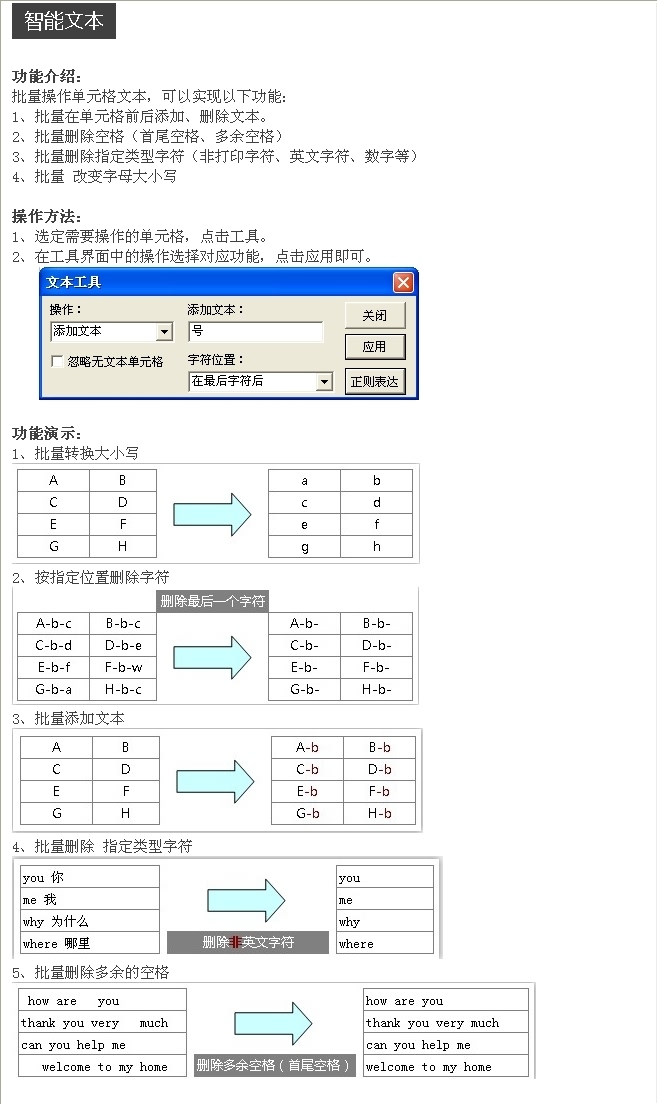 智能文本
功能介绍:
批量操作单元格文本，可以实现以下功能:
1、批量在单元格前后添加、删除文本。
2、批量删除空格（首尾空格、多余空格）
3、批量删除指定类型字符（非打印字符、英文字符、数字等）
4、批量 改变字母大小写
操作方法:
1、选定需要操作的单元格，点击工具。
2、在工具界面中的操作选择对应功能，点击应用即可。
文本工具
操作： 添加文本： 关闭
添加文本 号
应用
忽略无文本单元格 字符位置：
在最后字符后 正则表达
功能演示:
1、批量转换大小写
A B a b
C D c d
E F e f
G H g h
2、按指定位置删除字符
删除最后一个字符
A-b-c B-b-c A-b- B-b-
C-b-d D-b-e C-b- D-b-
E-b-f F-b-w E-b- F-b-
G-b-a H-b-c G-b- H-b-
3、批量添加文本
A B A-b B-b
C D C-b D-b
E F E-b F-b
G H G-b H-b
4、批量删除 指定类型字符
you 你 you
me 我 me
why 为什么 why
where 哪里 删除非英文字符 where
5、批量删除多余的空格
how are   you how are you
thank you very   much thank you very much
can you help me can you help me
welcome to my home 删除多余空格（首尾空格） welcome to my home